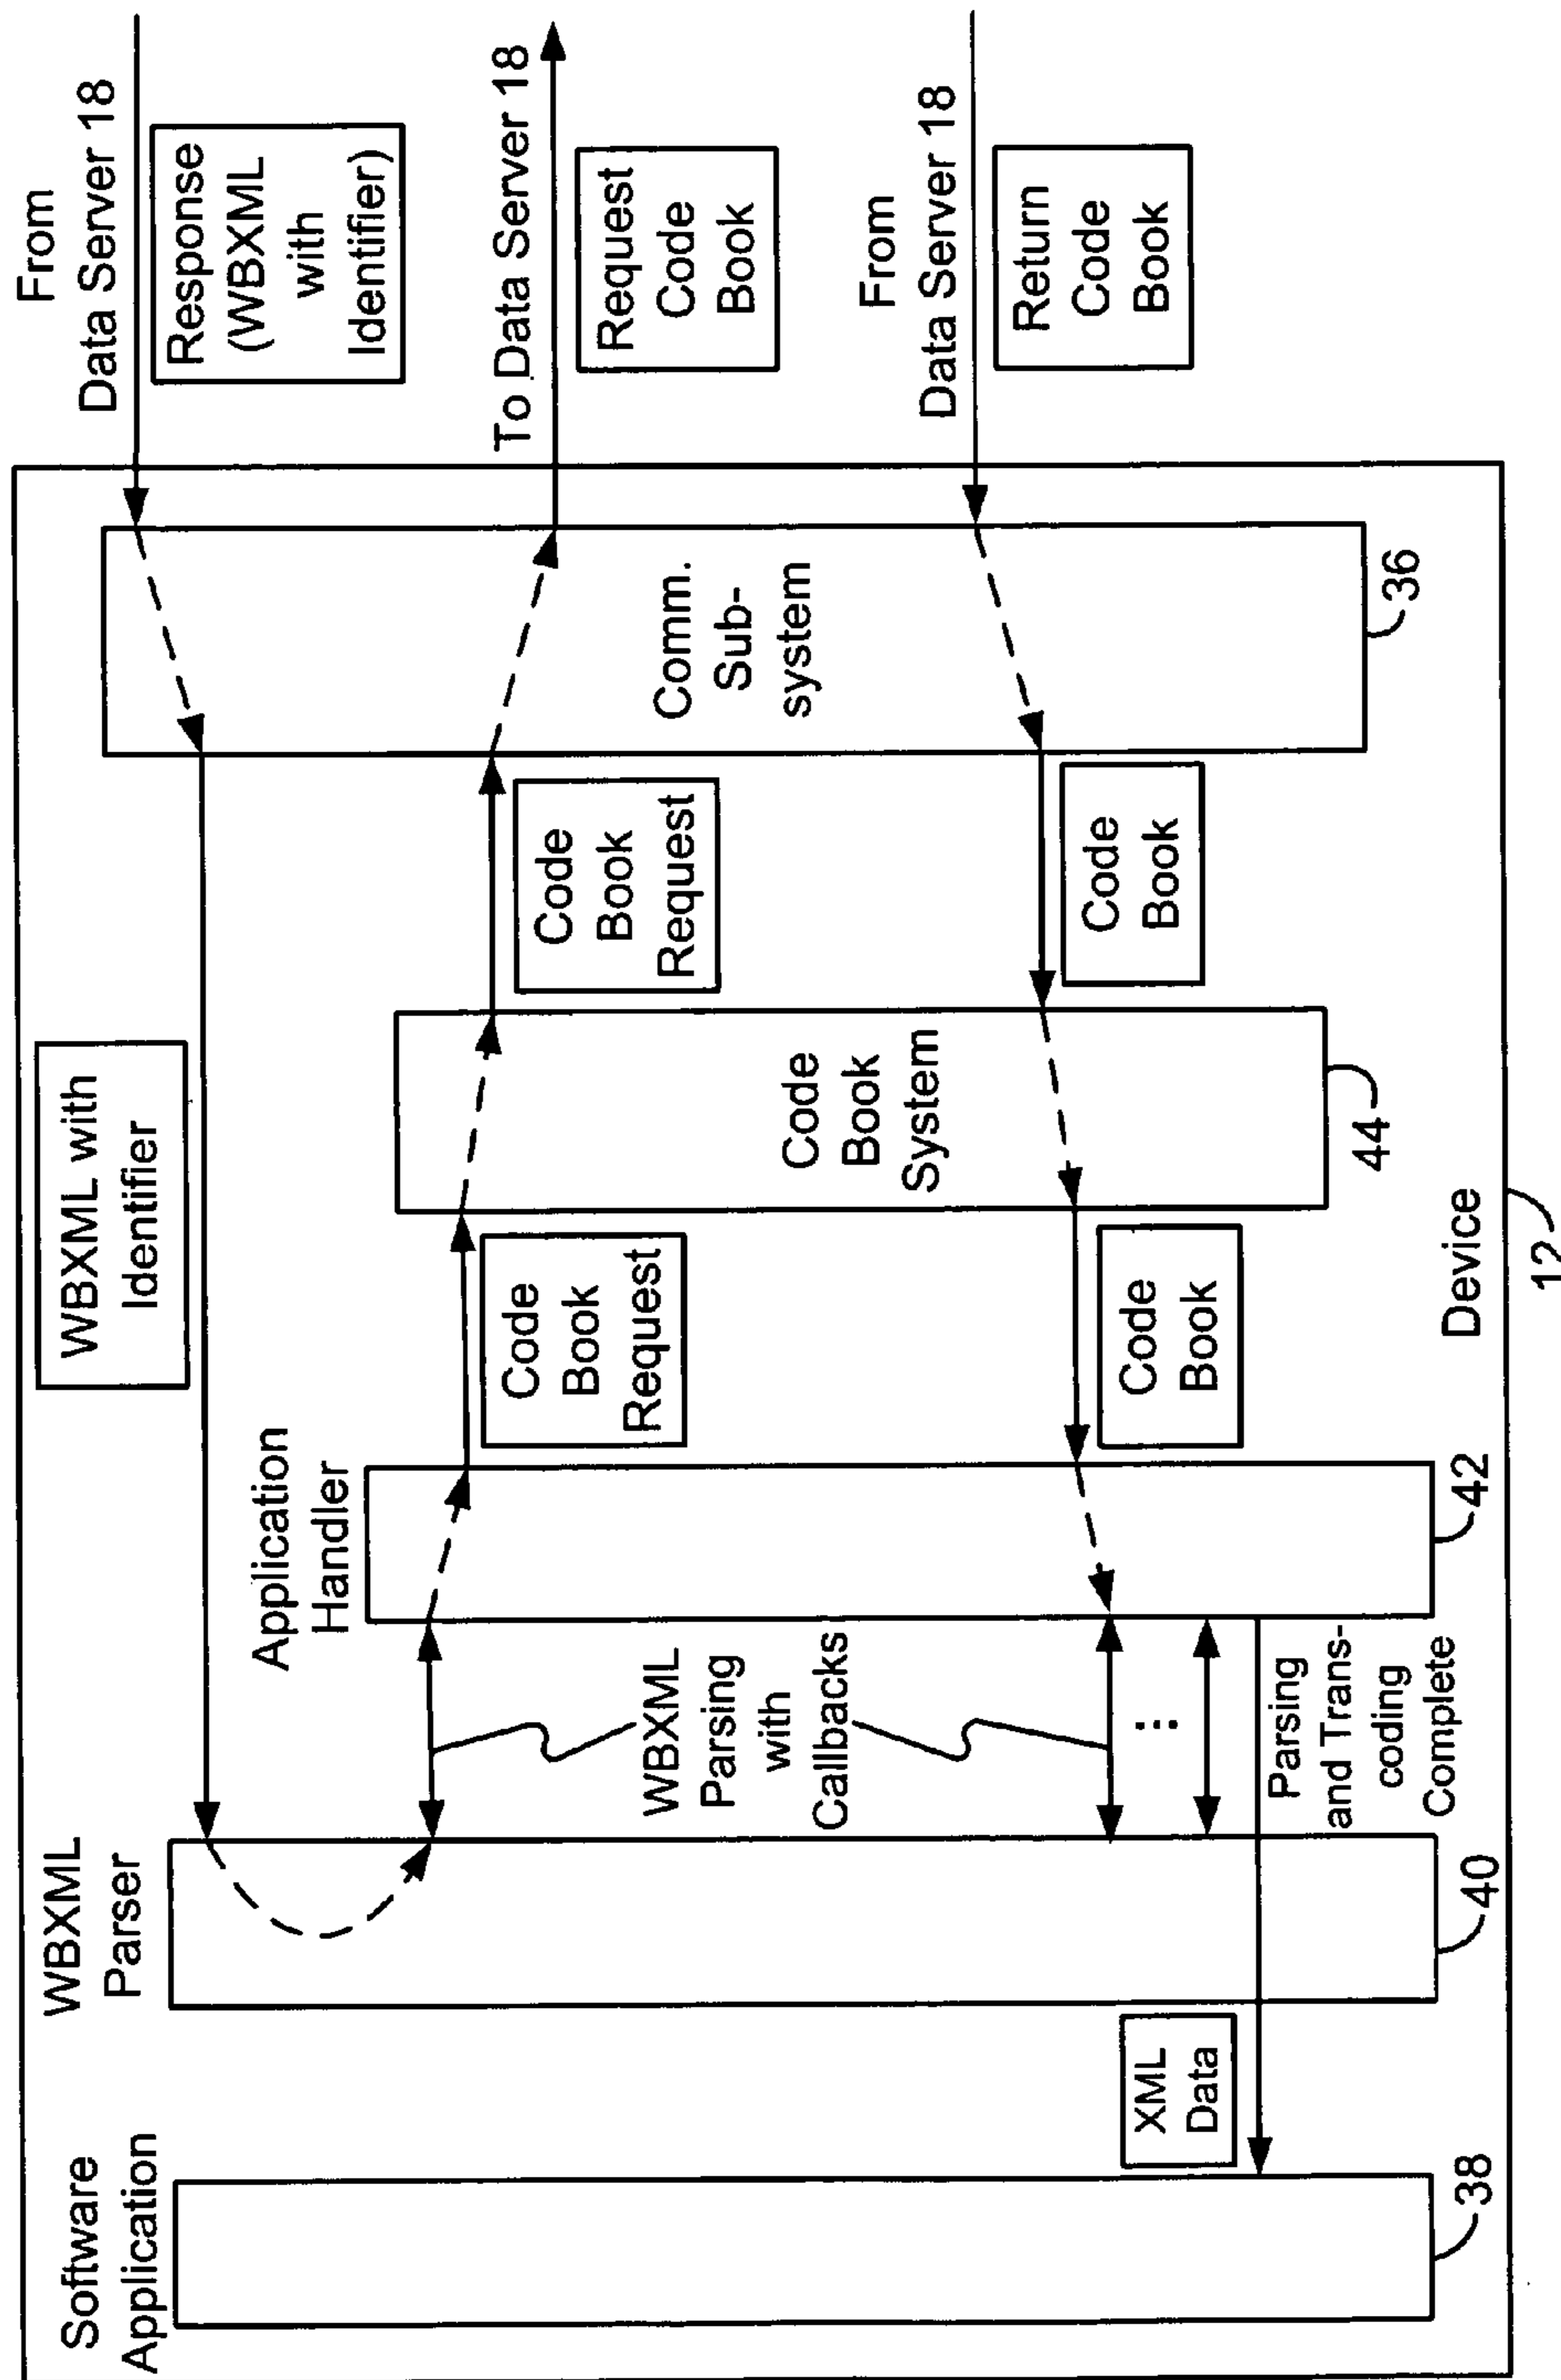 From
Data Server 18
Response
(WBXML
with
Identifier)
To Data Server 18
Request
Code
Book
From
Data Server 18
Return
Code
Book
Comm.
Sub-
system
36
WBXML with
Identifier
Code
Book
Request
Code
Book
Code
Book
System
44
Code
Book
Request
Code
Book
Application
Handler
42
WBXML
Parsing
with
Callbacks
...
Parsing
and Trans-
coding
Complete
WBXML
Parser
40
XML
Data
Software
Application
38
Device
12